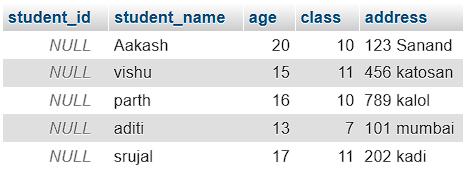 student_id student_name age class address
NULL Aakash 20 10 123 Sanand
NULL vishu 15 11 456 katosan
NULL parth 16 10 789 kalol
NULL aditi 13 7 101 mumbai
NULL srujal 17 11 202 kadi